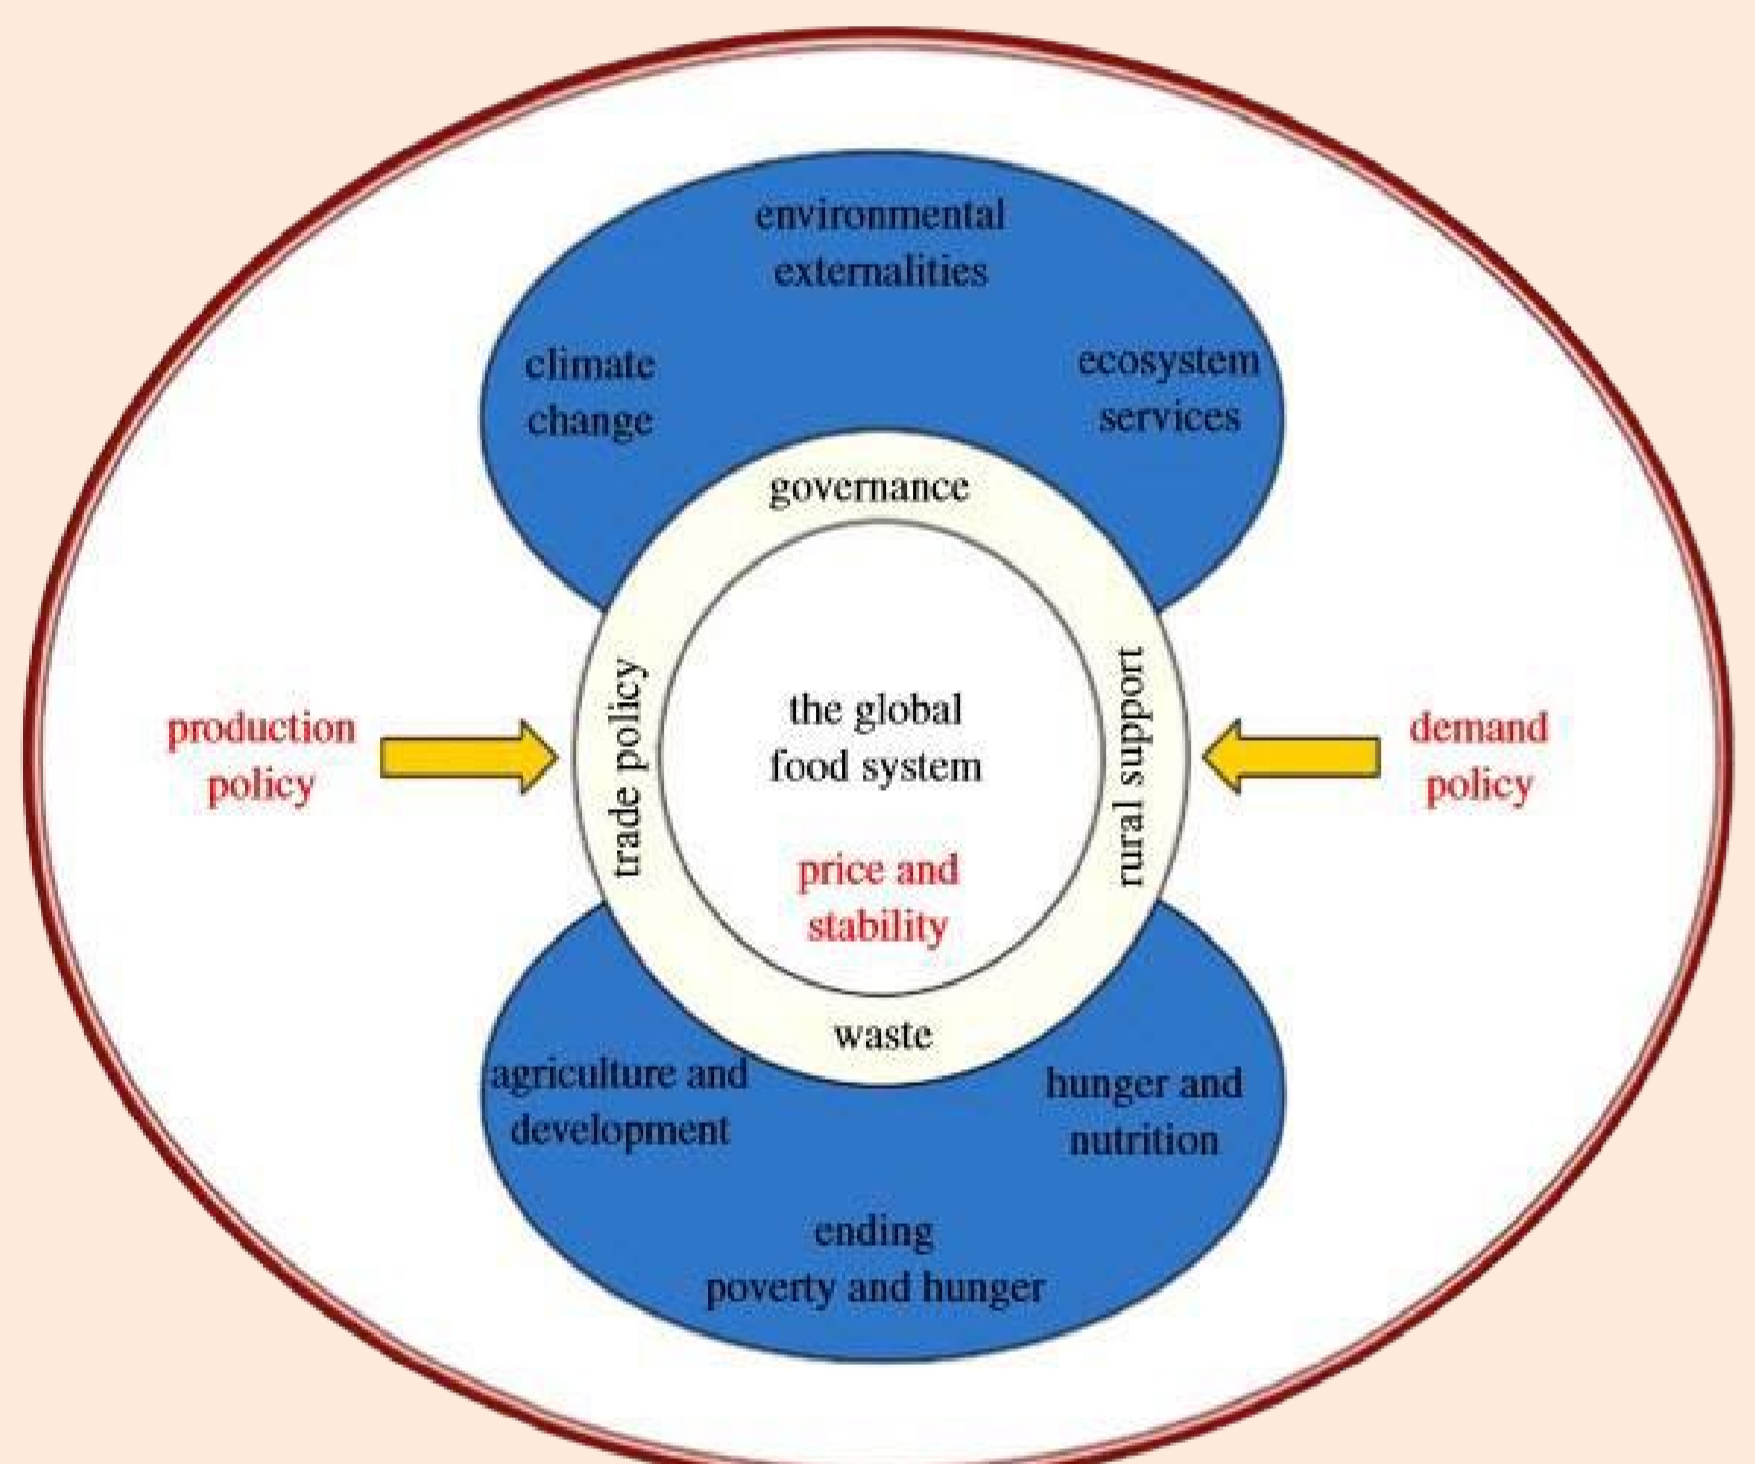 environmental
externalities
climate
change
ecosystem
services
governance
production
policy
trade policy
the global
food system
price and
stability
rural support
demand
policy
waste
agriculture and
development
hunger and
nutrition
ending
poverty and hunger